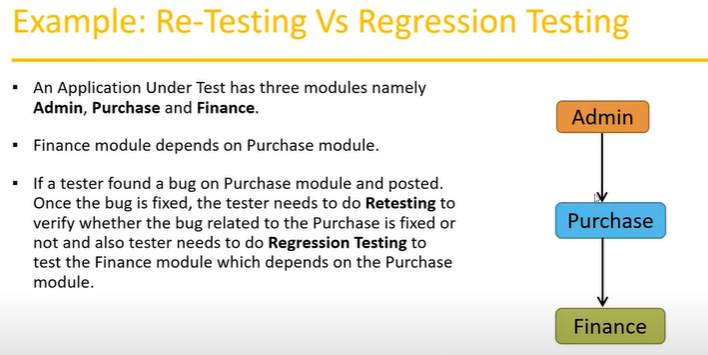 Example: Re-Testing Vs Regression Testing
▪ An Application Under Test has three modules namely
Admin, Purchase and Finance.
▪ Finance module depends on Purchase module.
▪ If a tester found a bug on Purchase module and posted.
Once the bug is fixed, the tester needs to do Retesting to
verify whether the bug related to the Purchase is fixed or
not and also tester needs to do Regression Testing to
test the Finance module which depends on the Purchase
module.
Admin
Purchase
Finance